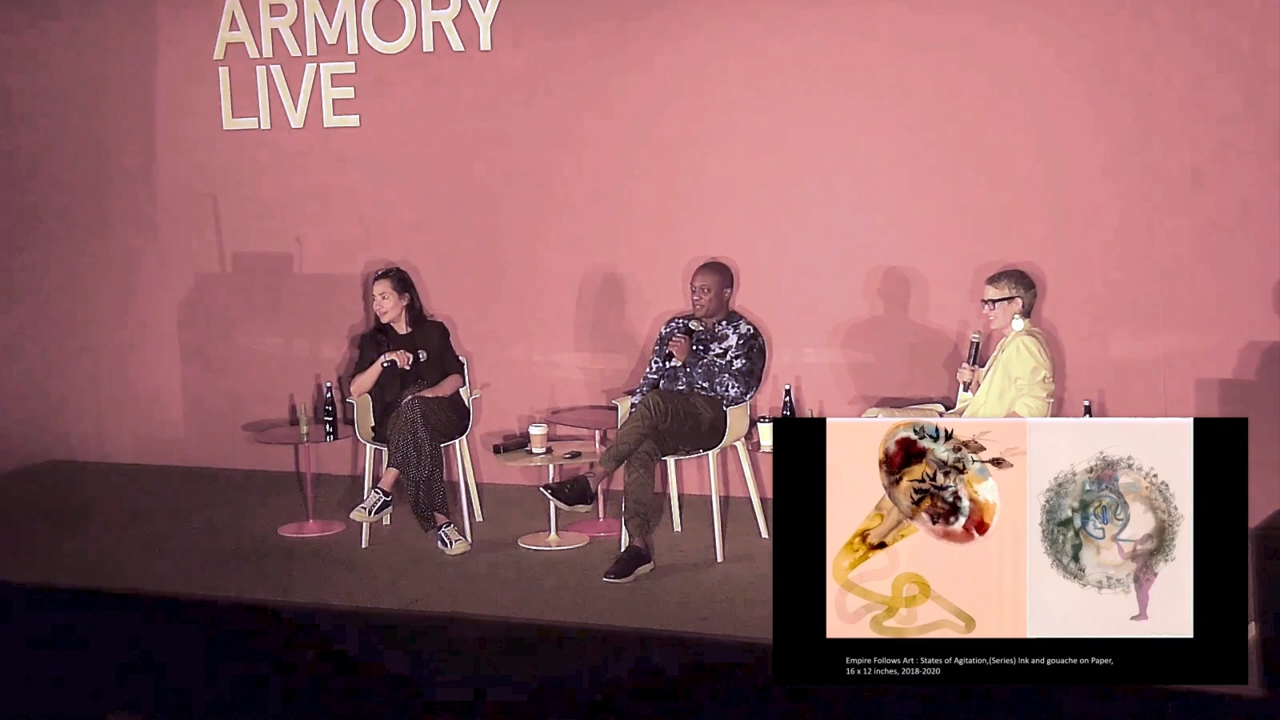 ARMORY
LIVE
Empire Follows Art : States of Agitation,(Series) Ink and gouache on Paper,
16 x 12 inches, 2018-2020